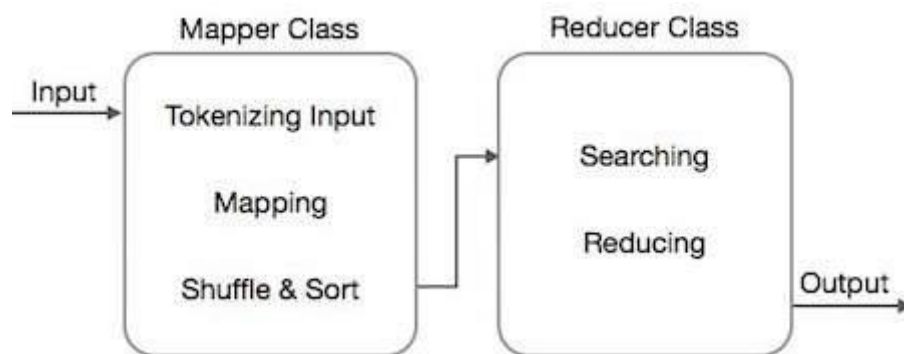 Mapper Class
Reducer Class
Input
Tokenizing Input
Mapping
Shuffle & Sort
Searching
Reducing
Output